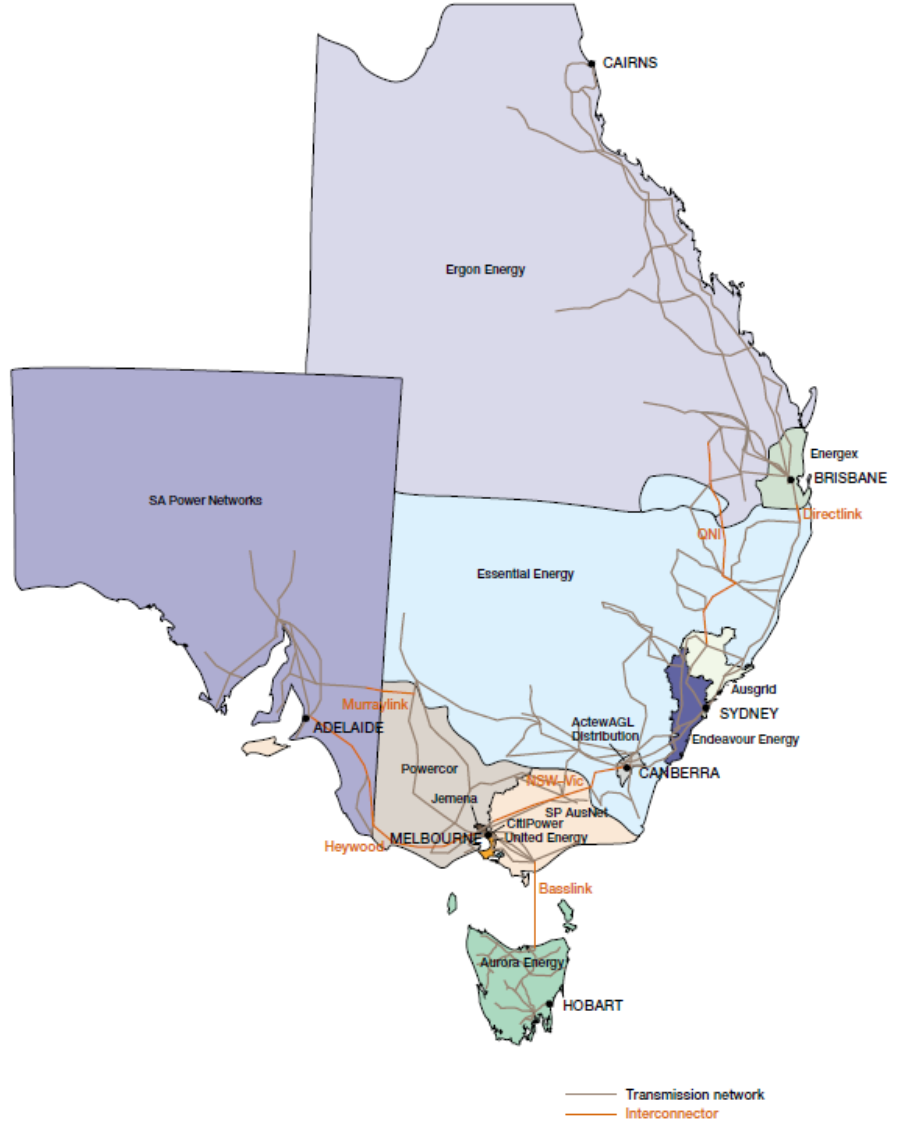 CAIRNS
Ergon Energy
Energex
BRISBANE
SA Power Networks
Directlink
QNI
Essential Energy
Ausgrid
Murraylink
SYDNEY
ActewAGL
Distribution
ADELAIDE
Endeavour Energy
Powercor
CANBERRA
NSW-Vic
Jemena
SP AusNet
CitiPower
MELBOURNE
United Energy
Heywood
Basslink
Aurora Energy
HOBART
Transmission network
Interconnector